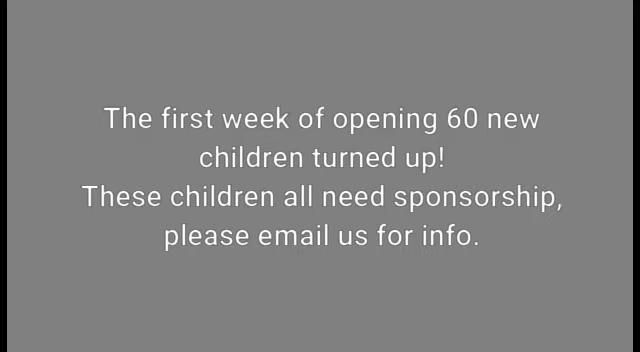 The first week of opening 60 new
children turned up!
These children all need sponsorship,
please email us for info.